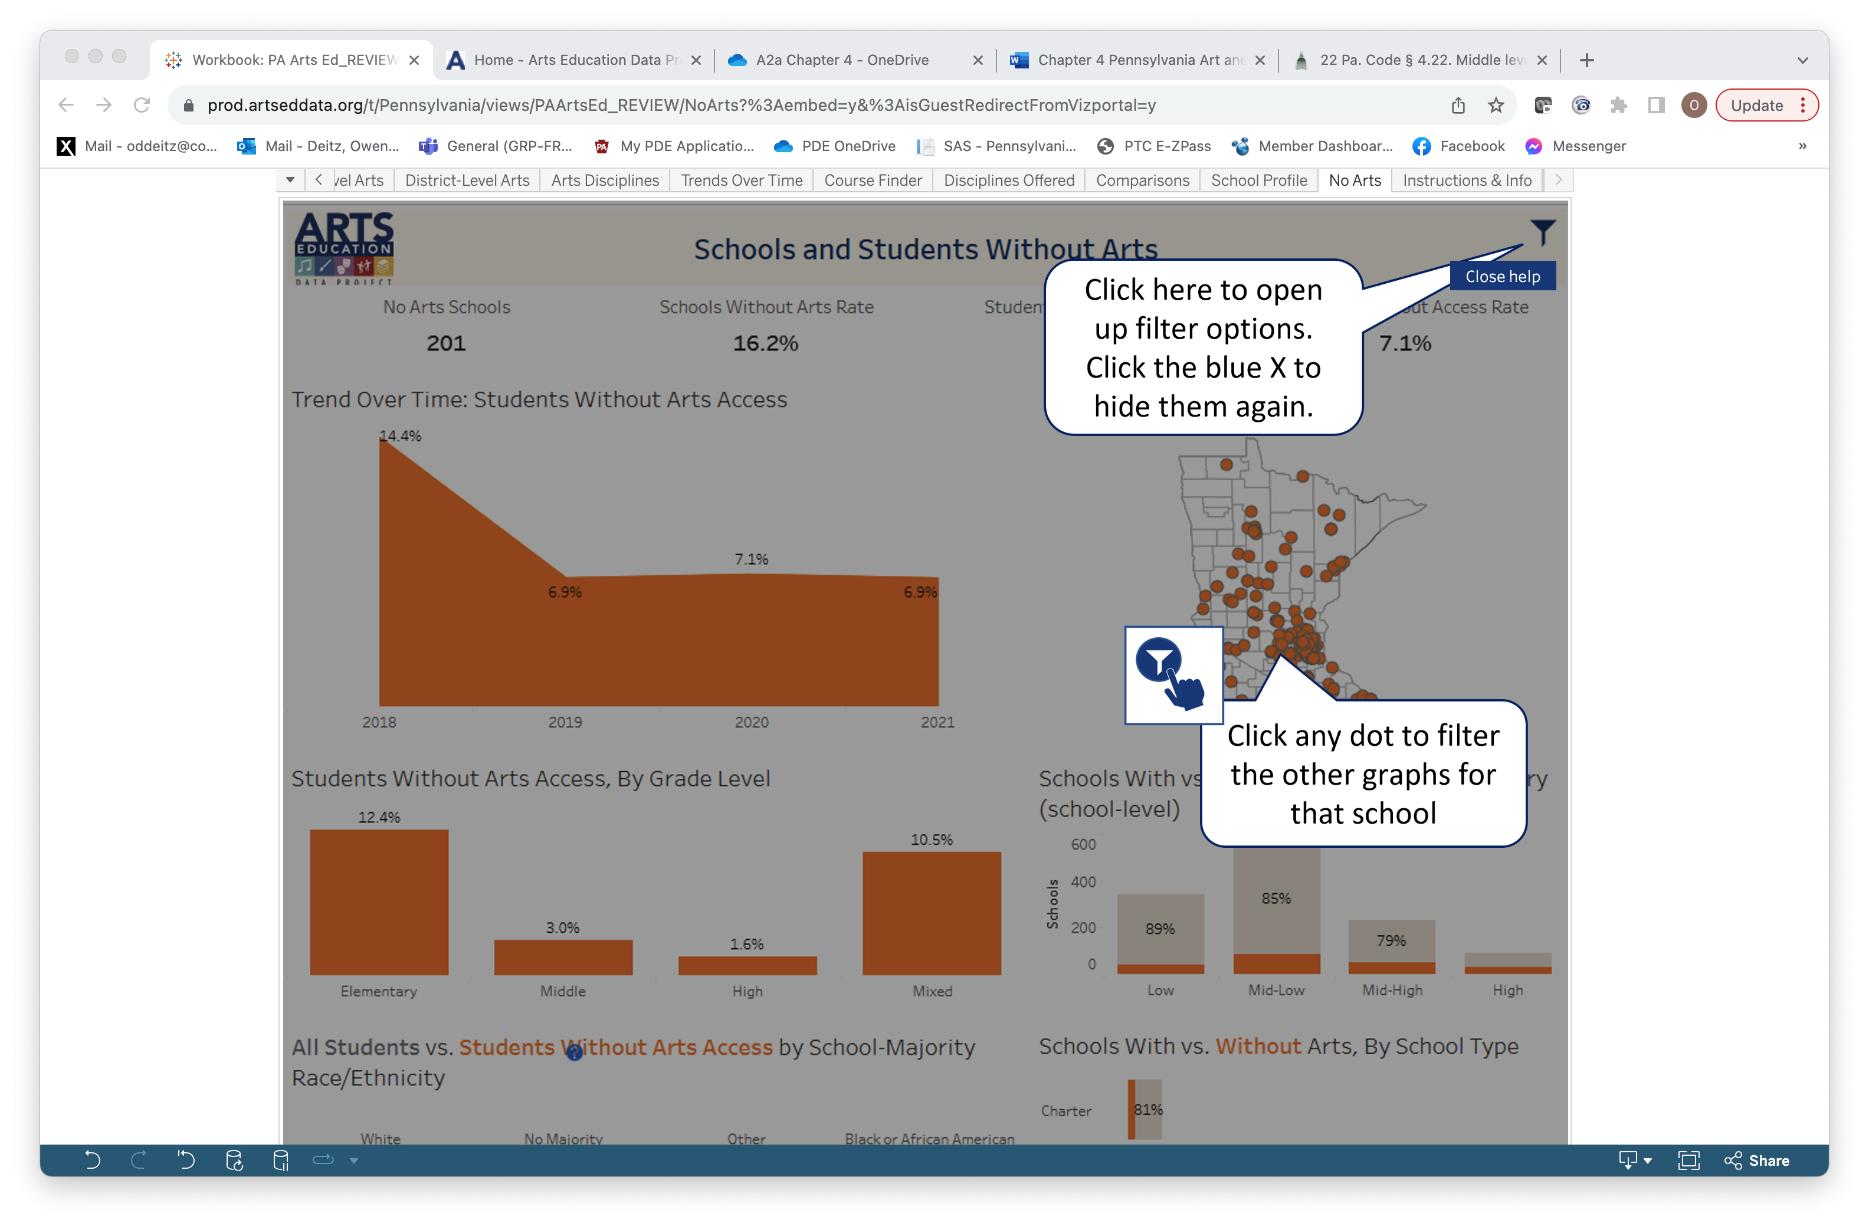 Workbook: PA Arts Ed_REVIEW
Home - Arts Education Data Pr
A2a Chapter 4 - OneDrive
Chapter 4 Pennsylvania Art and
22 Pa. Code § 4.22. Middle leve
prod.artseddata.org/t/Pennsylvania/views/PAArtsEd_REVIEW/NoArts?%3Aembed=y&%3AisGuestRedirectFromVizportal=y
O
Update
Mail - oddeitz@co...
Mail - Deitz, Owen...
General (GRP-FR...
My PDE Applicatio...
PDE OneDrive
SAS - Pennsylvani...
PTC E-ZPass
Member Dashboar...
Facebook
Messenger
»
vel Arts
District-Level Arts
Arts Disciplines
Trends Over Time
Course Finder
Disciplines Offered
Comparisons
School Profile
No Arts
Instructions & Info
ARTS
EDUCATION
DATA PROJECT
Schools and Students Without Arts
Close help
Click here to open
up filter options.
Click the blue X to
hide them again.
No Arts Schools
201
Schools Without Arts Rate
16.2%
Studen
out Access Rate
7.1%
Trend Over Time: Students Without Arts Access
14.4%
6.9%
7.1%
6.9%
2018
2019
2020
2021
Click any dot to filter
the other graphs for
that school
Students Without Arts Access, By Grade Level
12.4%
3.0%
1.6%
10.5%
Elementary
Middle
High
Mixed
Schools With vs
ry
(school-level)
Schools
600
400
200
0
89%
85%
79%
Low
Mid-Low
Mid-High
High
All Students vs. Students Without Arts Access by School-Majority
Race/Ethnicity
White
No Majority
Other
Black or African American
Schools With vs. Without Arts, By School Type
Charter
81%
Share